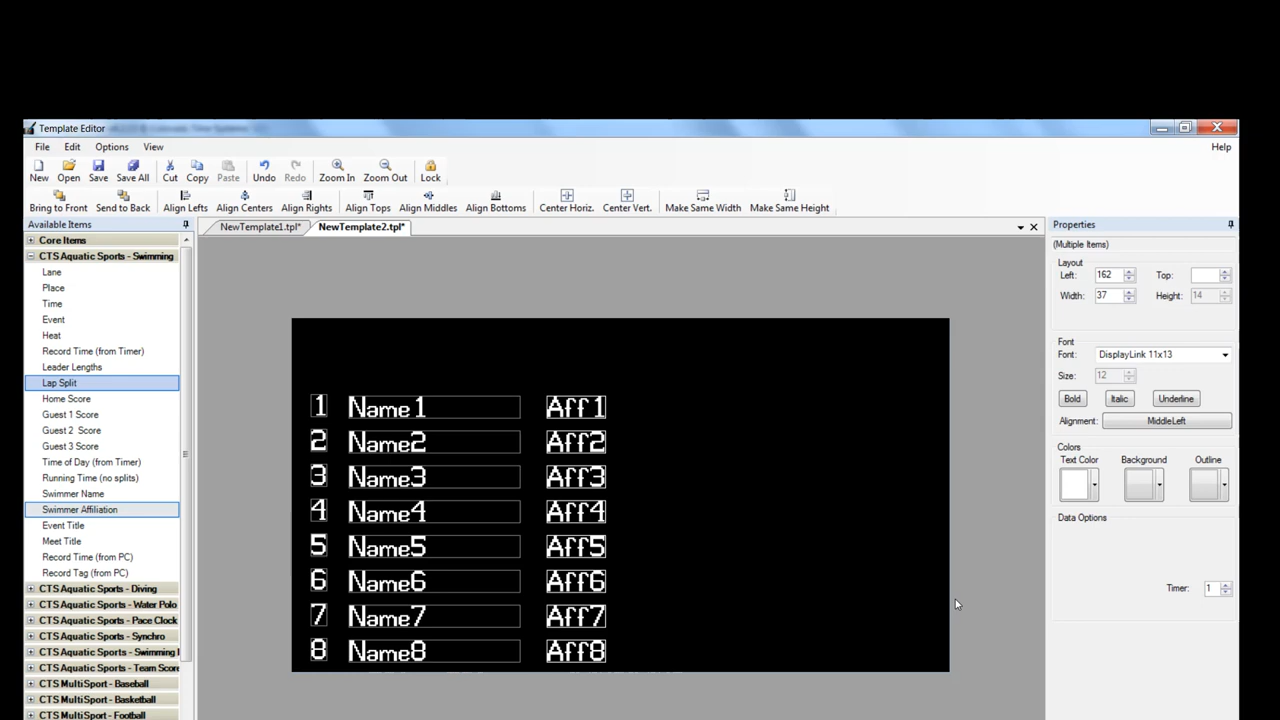 Template Editor
File Edit Options View Help
New Open Save Save All Cut Copy Paste Undo Redo Zoom In Zoom Out Lock
Bring to Front Send to Back Align Lefts Align Centers Align Rights Align Tops Align Middles Align Bottoms Center Horiz. Center Vert. Make Same Width Make Same Height
Available Items
NewTemplate1.tpl* NewTemplate2.tpl*
Core Items
CTS Aquatic Sports - Swimming
Lane
Place
Time
Event
Heat
Record Time (from Timer)
Leader Lengths
Lap Split
Home Score
Guest 1 Score
Guest 2 Score
Guest 3 Score
Time of Day (from Timer)
Running Time (no splits)
Swimmer Name
Swimmer Affiliation
Event Title
Meet Title
Record Time (from PC)
Record Tag (from PC)
CTS Aquatic Sports - Diving
CTS Aquatic Sports - Water Polo
CTS Aquatic Sports - Pace Clock
CTS Aquatic Sports - Synchro
CTS Aquatic Sports - Swimming
CTS Aquatic Sports - Team Score
CTS MultiSport - Baseball
CTS MultiSport - Basketball
CTS MultiSport - Football
1 Name1 Aff1
2 Name2 Aff2
3 Name3 Aff3
4 Name4 Aff4
5 Name5 Aff5
6 Name6 Aff6
7 Name7 Aff7
8 Name8 Aff8
Properties
(Multiple Items)
Layout
Left: 162 Top:
Width: 37 Height: 14
Font
Font: DisplayLink 11x13
Size: 12
Bold Italic Underline
Alignment: MiddleLeft
Colors
Text Color Background Outline
Data Options
Timer: 1